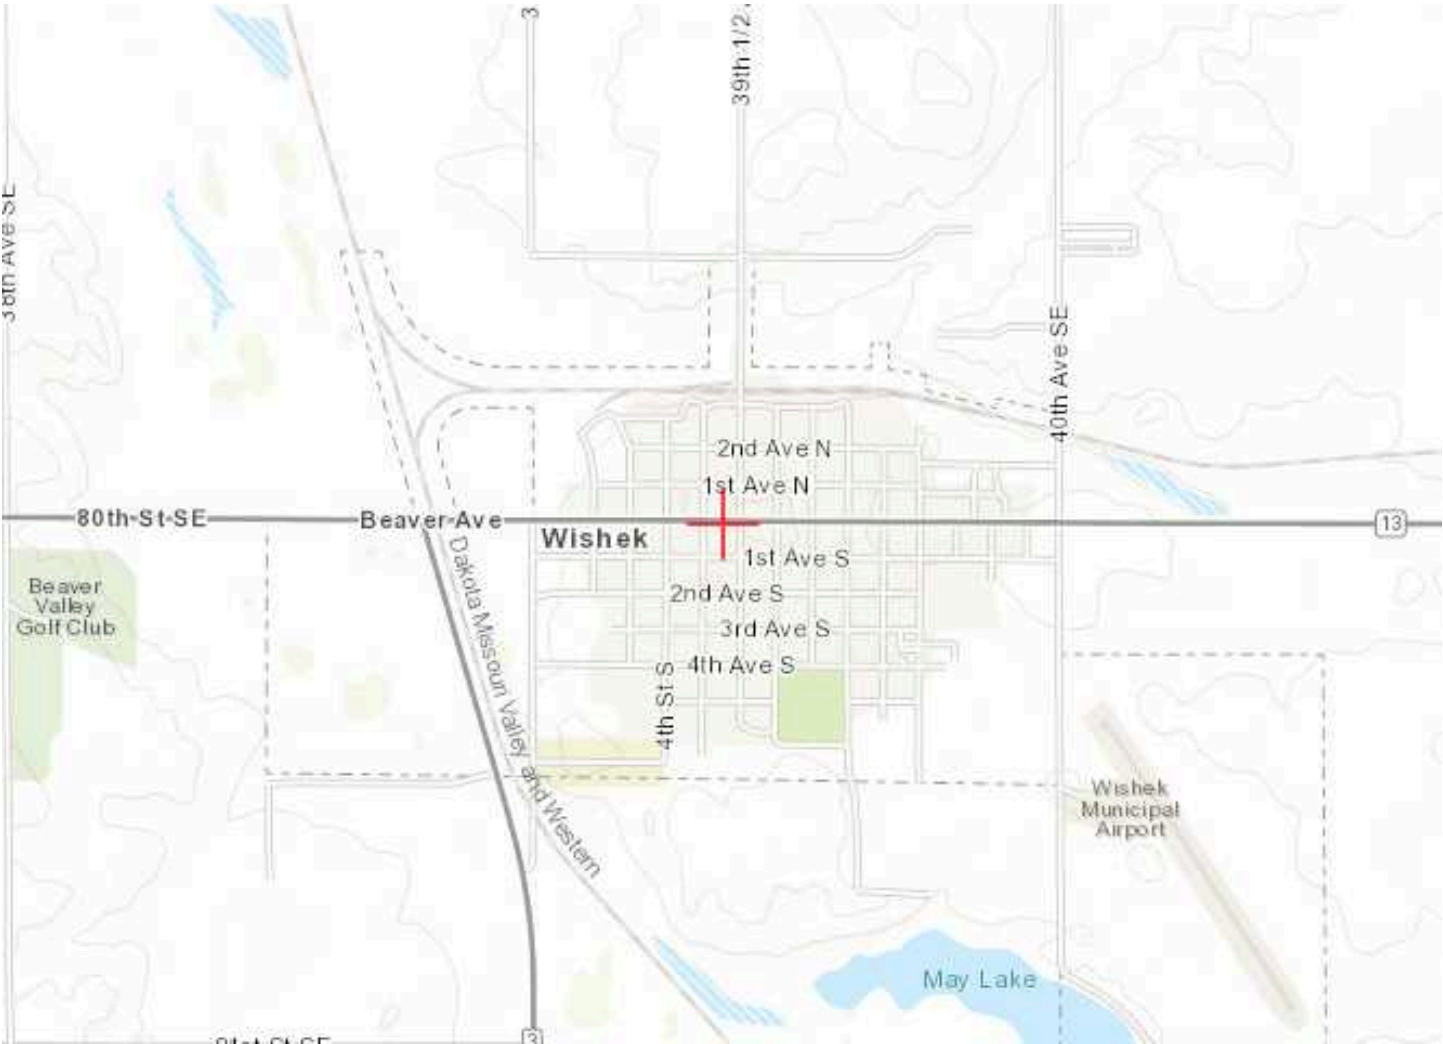 3
39th 1/2
38th Ave SE
40th Ave SE
2nd Ave N
1st Ave N
80th St SE
Beaver Ave
13
Wishek
1st Ave S
Beaver
Valley
Golf Club
2nd Ave S
3rd Ave S
4th Ave S
4th St S
Dakota Missouri Valley and Western
Wishek
Municipal
Airport
May Lake
3